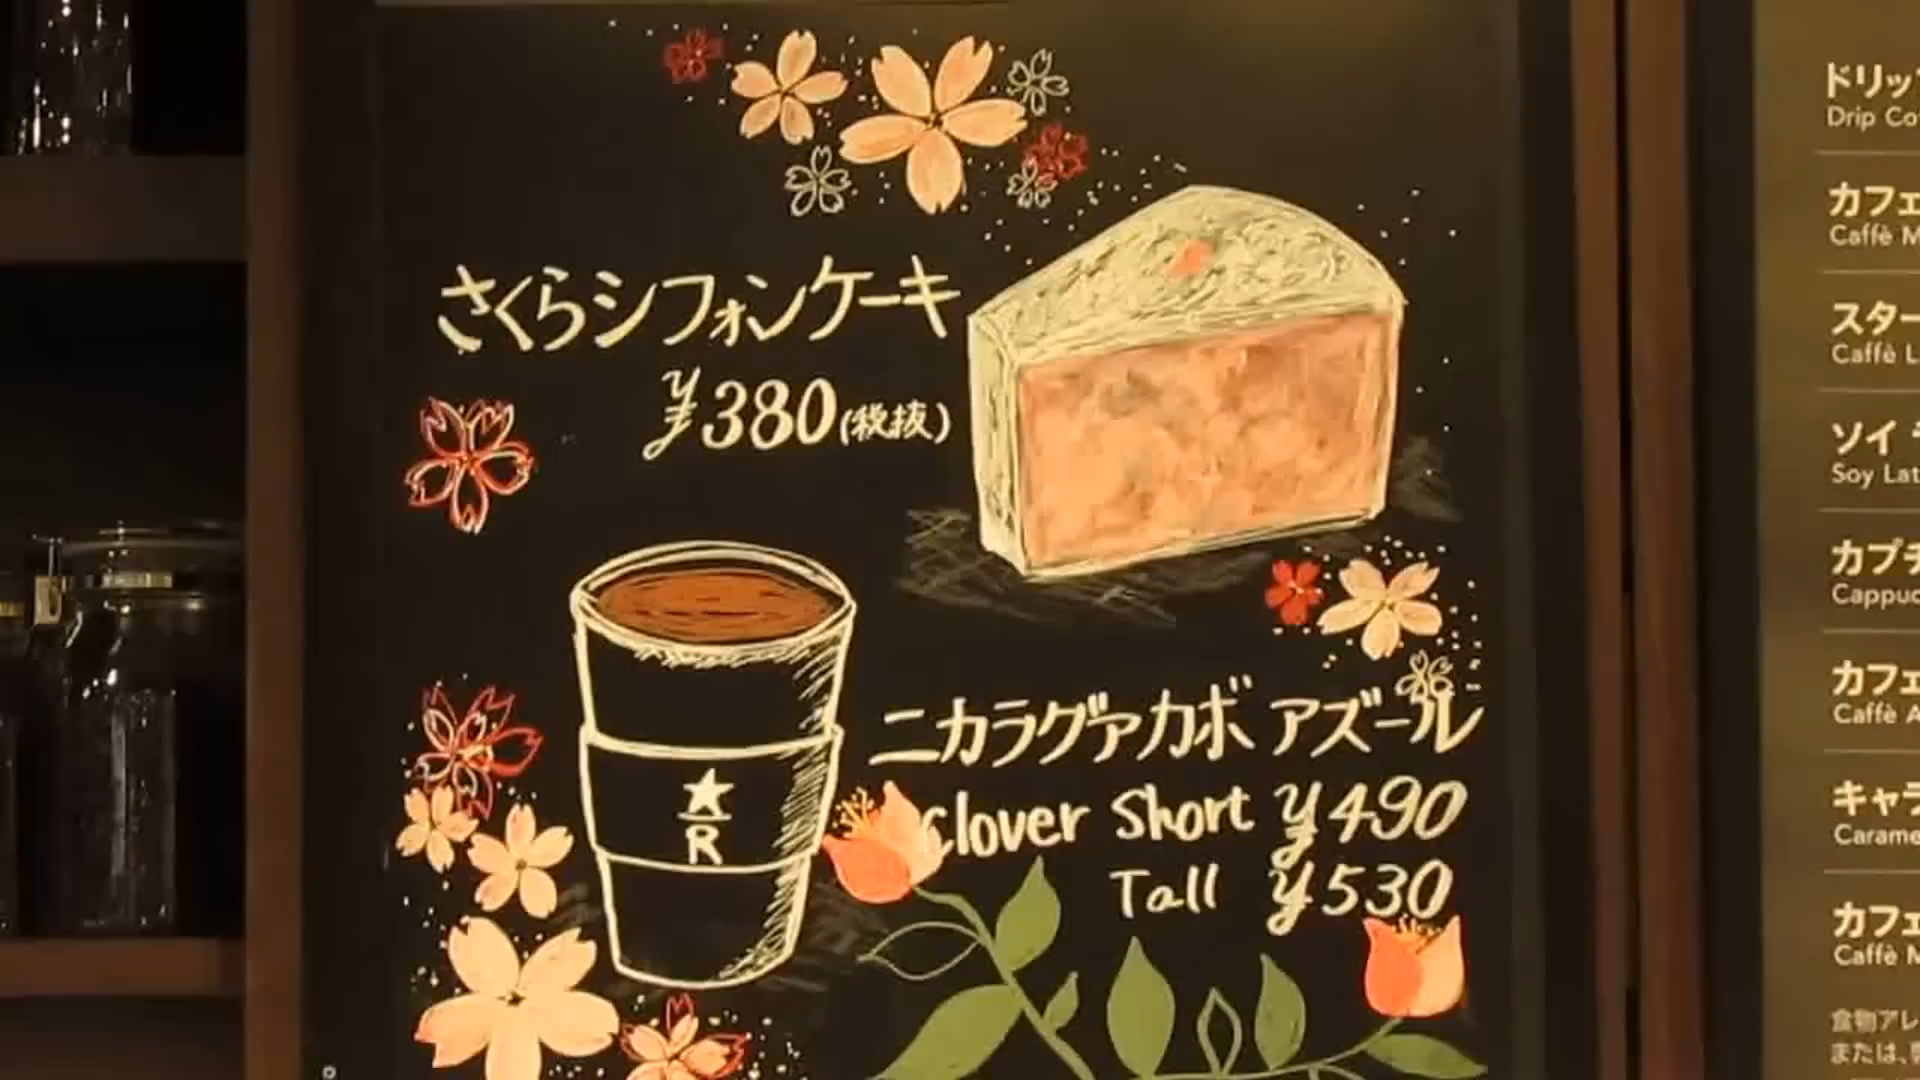 さくらシフォンケーキ
¥380(税抜)
R
ニカラグアカボ アズール
Clover Short ¥490
Tall ¥530
ドリッ
Drip Co
カフェ
Caffè M
スター
Caffè L
ソイ
Soy Lat
カプチ
Cappuc
カフェ
Caffè A
キャラ
Carame
カフェ
Caffè M
食物アレ
または、